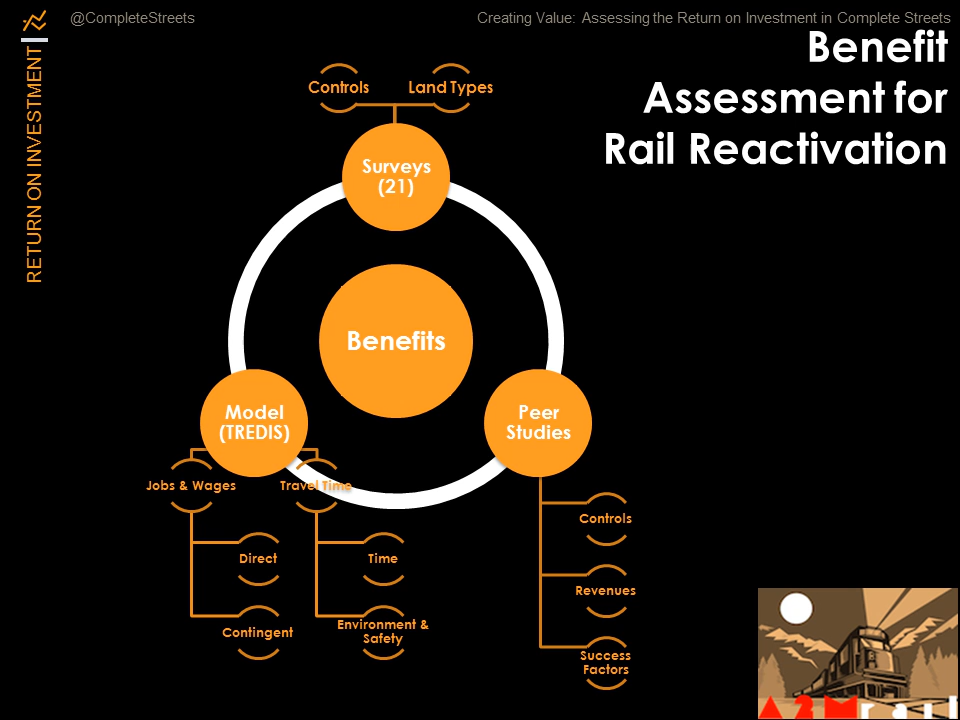 @CompleteStreets
Creating Value: Assessing the Return on Investment in Complete Streets
RETURN ON INVESTMENT
Benefit
Assessment for
Rail Reactivation
Controls
Land Types
Surveys
(21)
Benefits
Model
(TREDIS)
Peer
Studies
Jobs & Wages
Travel Time
Direct
Time
Contingent
Environment &
Safety
Controls
Revenues
Success
Factors
A2Mrail